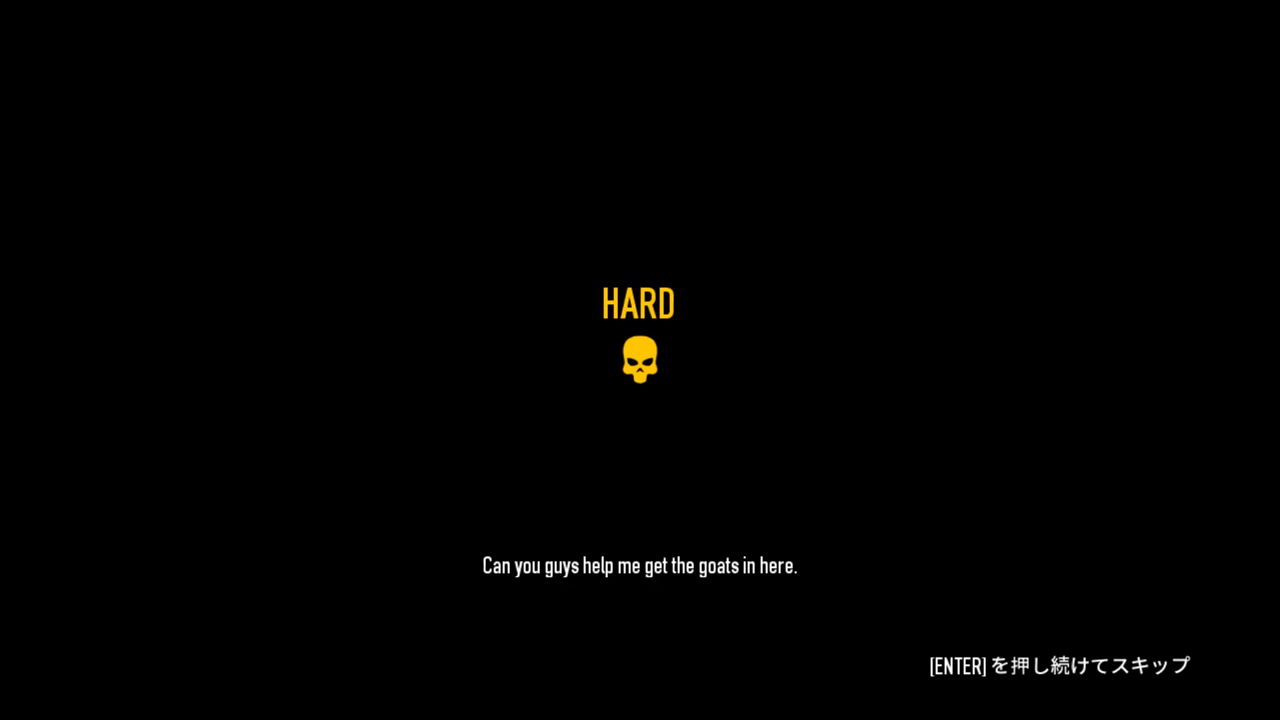 HARD
Can you guys help me get the goats in here.
[ENTER]を押し続けてスキップ